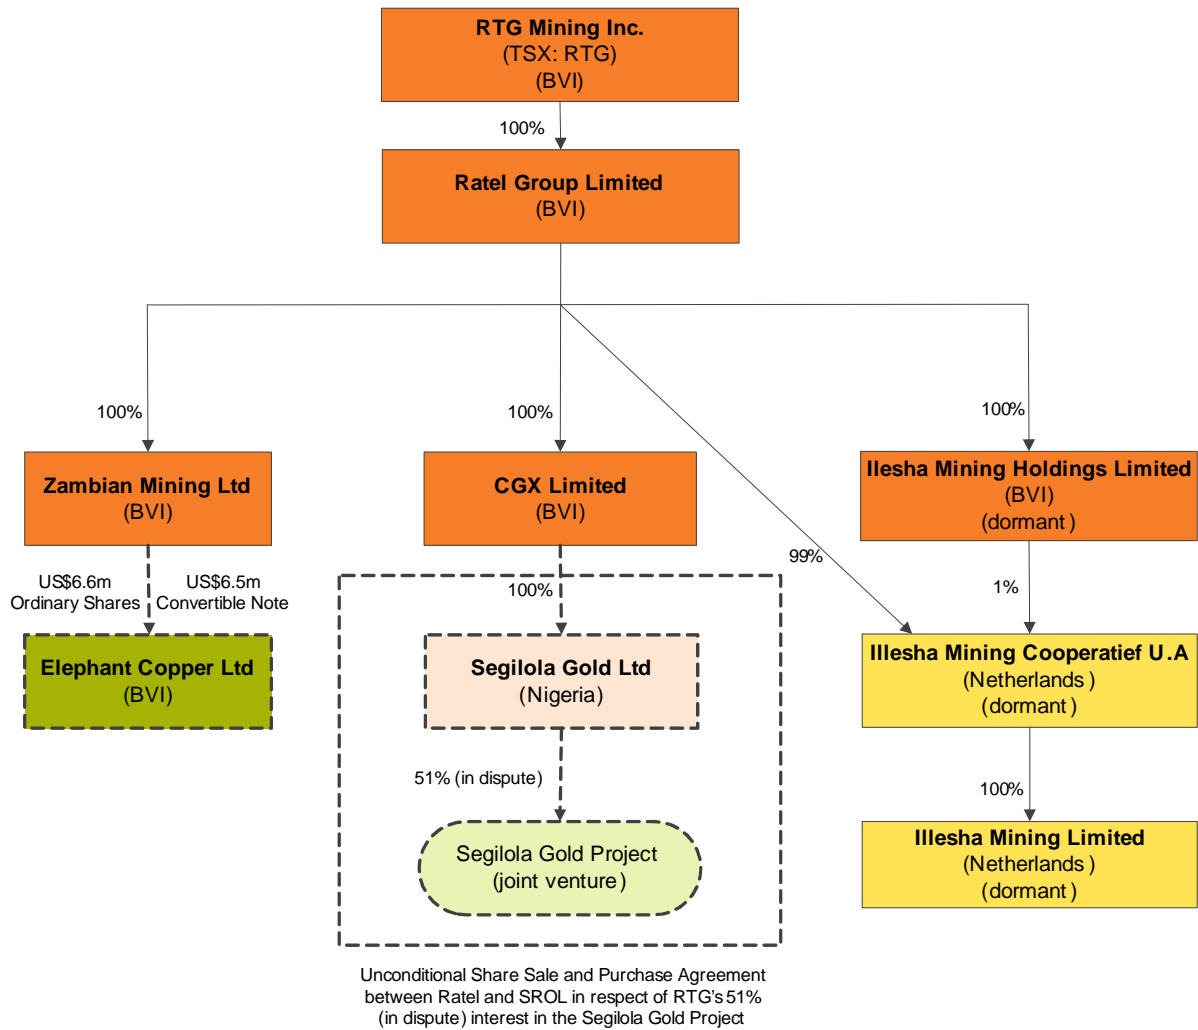 RTG Mining Inc.
(TSX: RTG)
(BVI)
100%
Ratel Group Limited
(BVI)
100%
100%
100%
Zambian Mining Ltd
(BVI)
CGX Limited
(BVI)
Ilesha Mining Holdings Limited
(BVI)
(dormant )
99%
US$6.6m
Ordinary Shares
US$6.5m
Convertible Note
100%
1%
Elephant Copper Ltd
(BVI)
Segilola Gold Ltd
(Nigeria)
Illesha Mining Cooperatief U.A
(Netherlands )
(dormant )
51% (in dispute)
100%
Segilola Gold Project
(joint venture)
Illesha Mining Limited
(Netherlands )
(dormant )
Unconditional Share Sale and Purchase Agreement
between Ratel and SROL in respect of RTG's 51%
(in dispute) interest in the Segilola Gold Project